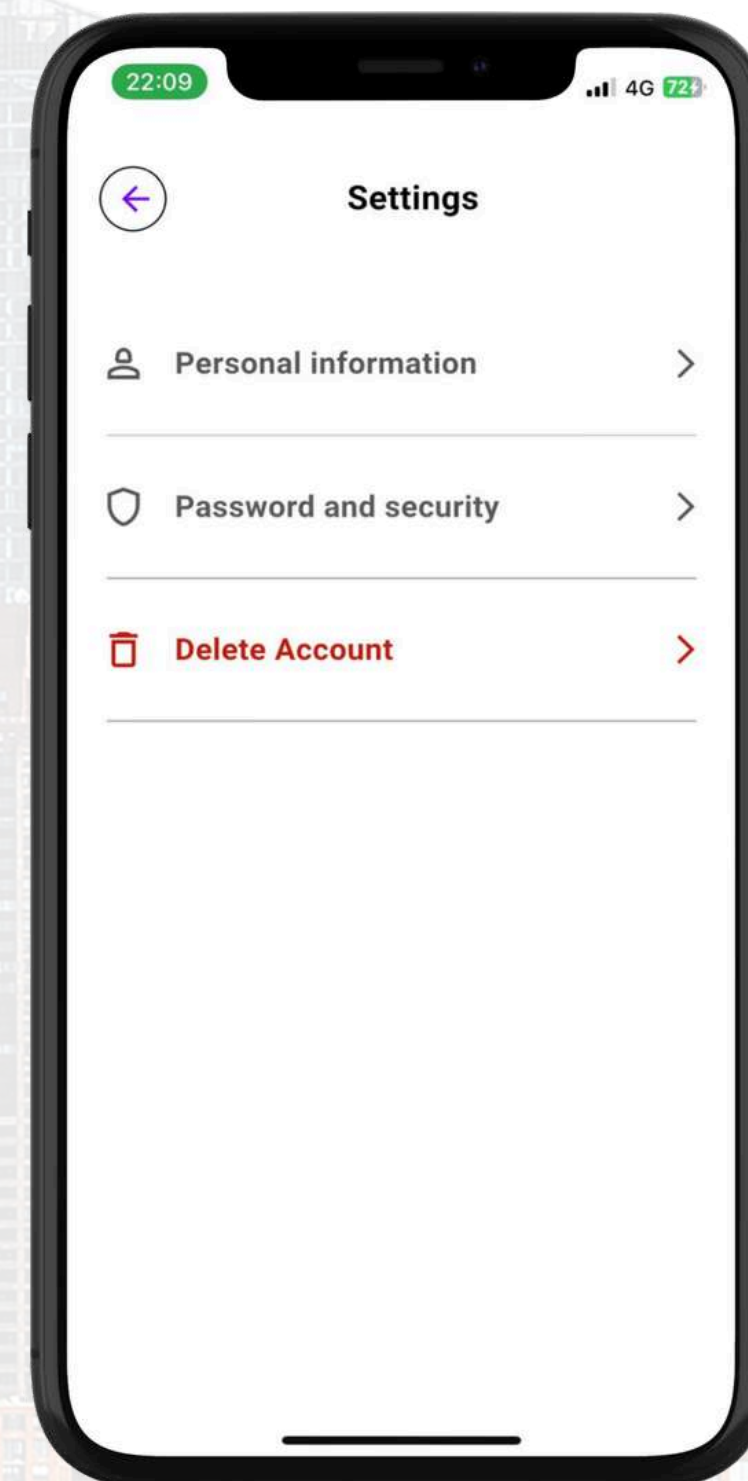 22:09
4G 72
Settings
Personal information
Password and security
Delete Account